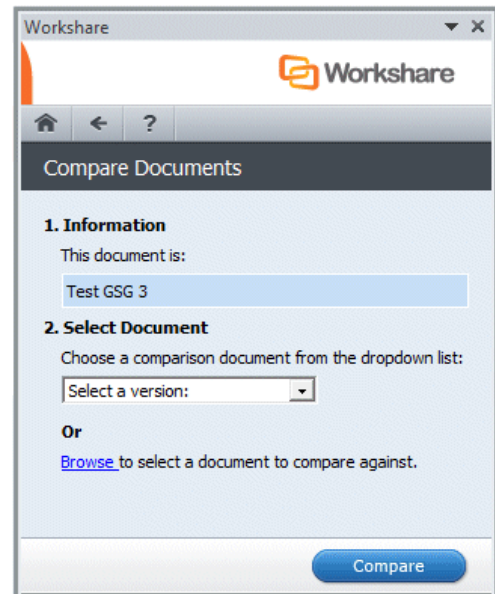 Workshare
Workshare
?
Compare Documents
1. Information
This document is:
Test GSG 3
2. Select Document
Choose a comparison document from the dropdown list:
Select a version:
Or
Browse to select a document to compare against.
Compare